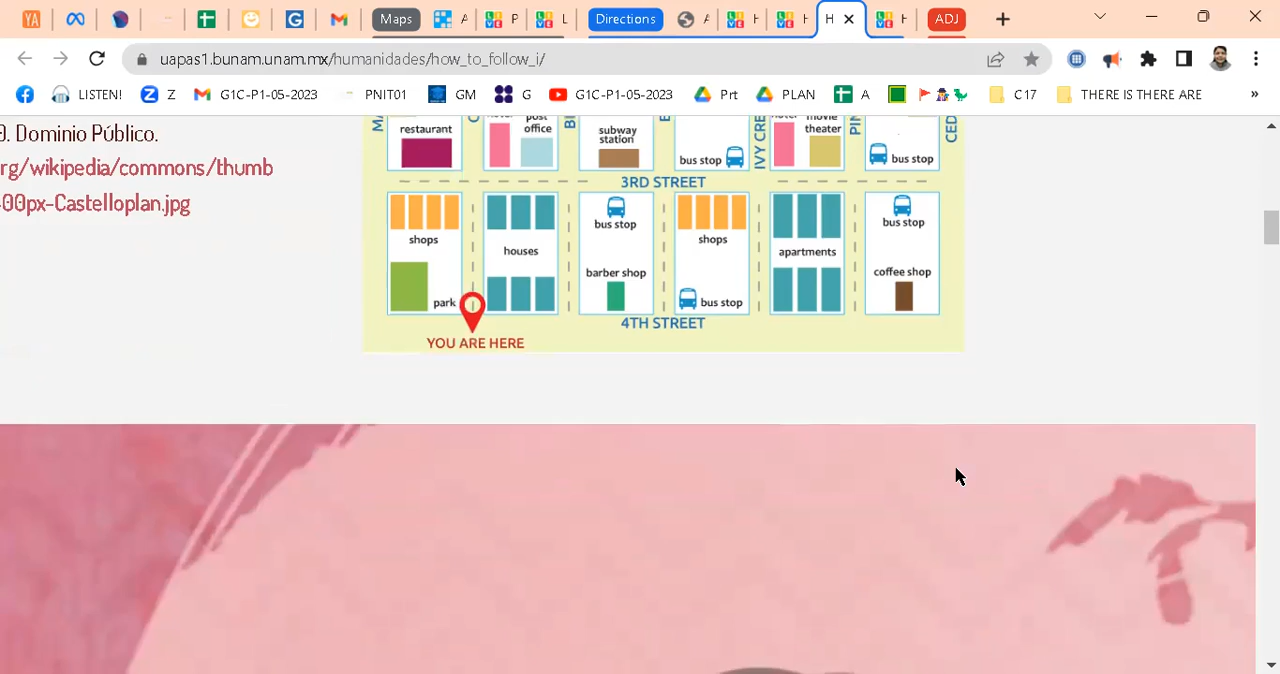 YA
Maps
A
P
L
Directions
A
H
H
H
H
ADJ
uapas1.bunam.unam.mx/humanidades/how_to_follow_i/
LISTEN!
Z
G1C-P1-05-2023
PNIT01
GM
G
G1C-P1-05-2023
Prt
PLAN
A
C17
THERE IS THERE ARE
»
. Dominio Público.
rg/wikipedia/commons/thumb
00px-Castelloplan.jpg
restaurant
post office
subway station
bus stop
IVY CRE
movie theater
bus stop
3RD STREET
shops
houses
bus stop
shops
apartments
bus stop
barber shop
coffee shop
park
bus stop
4TH STREET
YOU ARE HERE